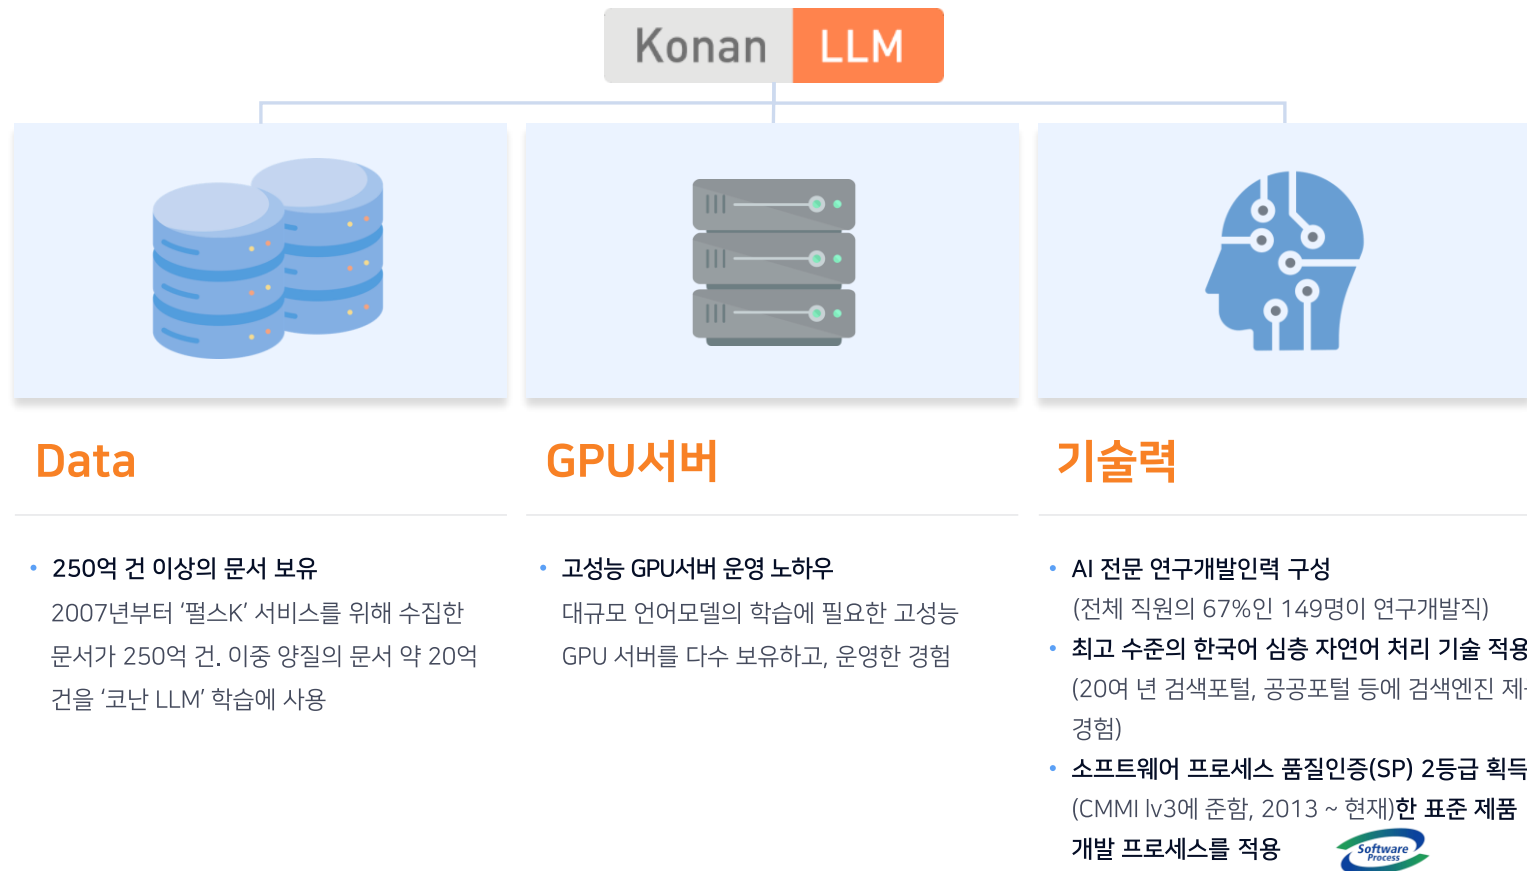 Konan LLM
Data
250억 건 이상의 문서 보유
2007년부터 ‘펄스K’ 서비스를 위해 수집한
문서가 250억 건. 이중 양질의 문서 약 20억
건을 ‘코난 LLM’ 학습에 사용
GPU서버
고성능 GPU서버 운영 노하우
대규모 언어모델의 학습에 필요한 고성능
GPU 서버를 다수 보유하고, 운영한 경험
기술력
AI 전문 연구개발인력 구성
(전체 직원의 67%인 149명이 연구개발직)
최고 수준의 한국어 심층 자연어 처리 기술 적용
(20여 년 검색포털, 공공포털 등에 검색엔진
경험)
소프트웨어 프로세스 품질인증(SP) 2등급 획득
(CMMI lv3에 준함, 2013 ~ 현재)한 표준 제품
개발 프로세스를 적용
Software
Process